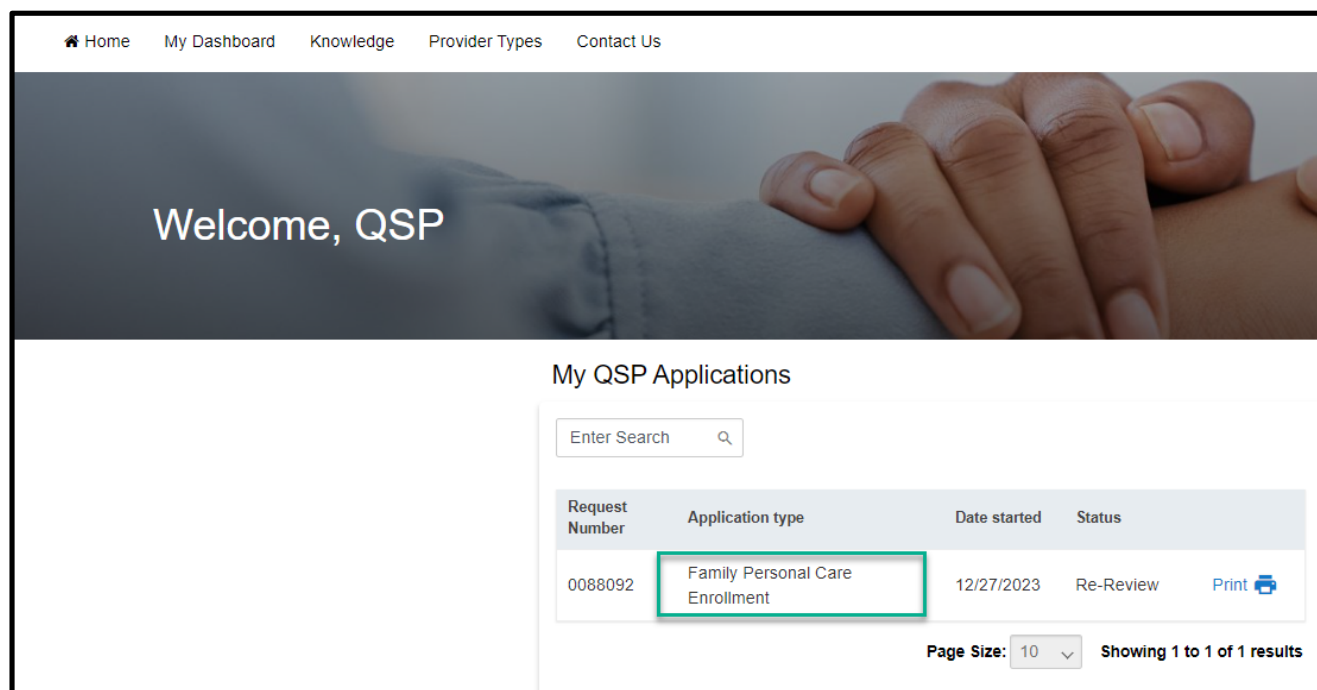 Home My Dashboard Knowledge Provider Types Contact Us
Welcome, QSP
My QSP Applications
Enter Search
Request Number Application type Date started Status
0088092 Family Personal Care Enrollment 12/27/2023 Re-Review Print
Page Size: 10 Showing 1 to 1 of 1 results